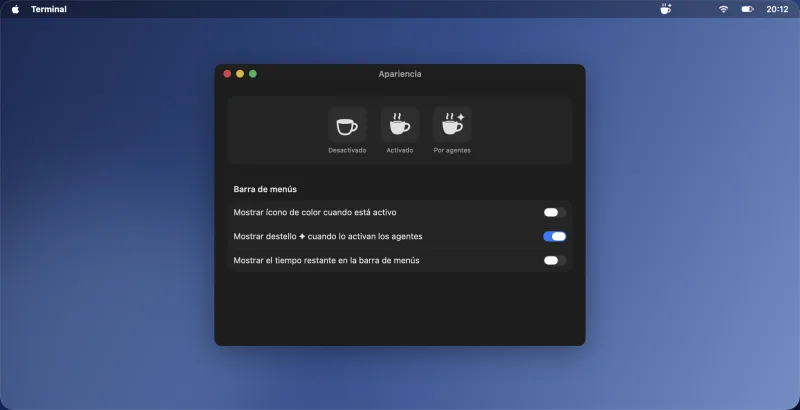 Terminal
20:12
Apariencia
Desactivado
Activado
Por agentes
Barra de menús
Mostrar ícono de color cuando está activo
Mostrar destello ✦ cuando lo activan los agentes
Mostrar el tiempo restante en la barra de menús